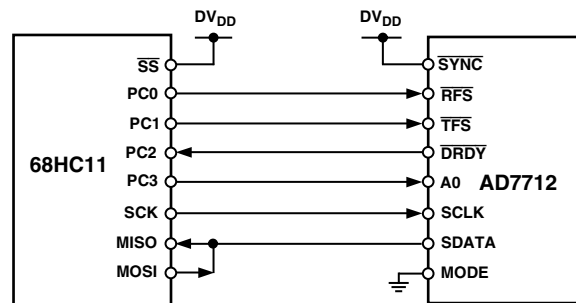 DVDD
DVDD
SS
SYNC
PC0
RFS
PC1
TFS
PC2
DRDY
68HC11
PC3
A0
AD7712
SCK
SCLK
MISO
SDATA
MOSI
MODE